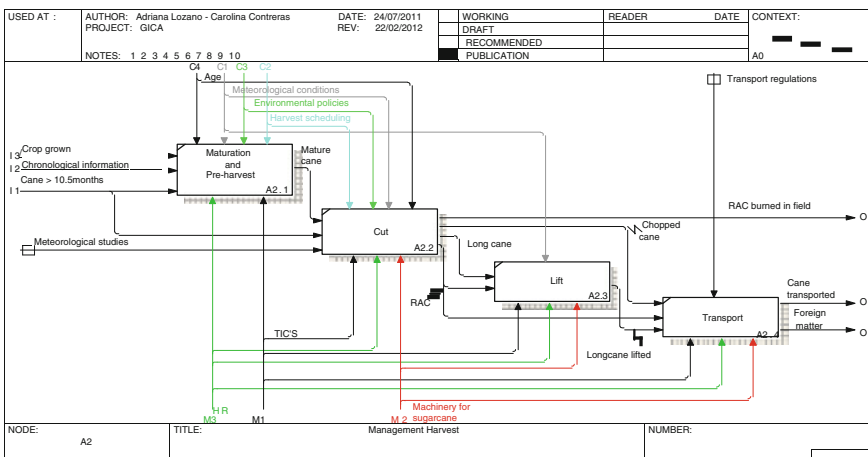 USED AT : AUTHOR: Adriana Lozano - Carolina Contreras DATE: 24/07/2011 WORKING READER DATE CONTEXT:
PROJECT: GICA REV: 22/02/2012 DRAFT
RECOMMENDED
NOTES: 1 2 3 4 5 6 7 8 9 10 PUBLICATION A0
C4 C1 C3 C2
Age
Transport regulations
Meteorological conditions
Environmental policies
Harvest scheduling
I 3 Crop grown
I 2 Chronological information
Cane > 10.5months
I 1
Maturation
and
Pre-harvest
A2.1
Mature
cane
RAC burned in field
O
Cut
A2.2
Chopped
cane
Meteorological studies
Long cane
Lift
A2.3
RAC
Cane
transported
O
Transport
A2.4
Foreign
matter
O
TIC'S
Longcane lifted
H R
M3
M1
M 2
Machinery for
sugarcane
NODE: TITLE: Management Harvest NUMBER:
A2